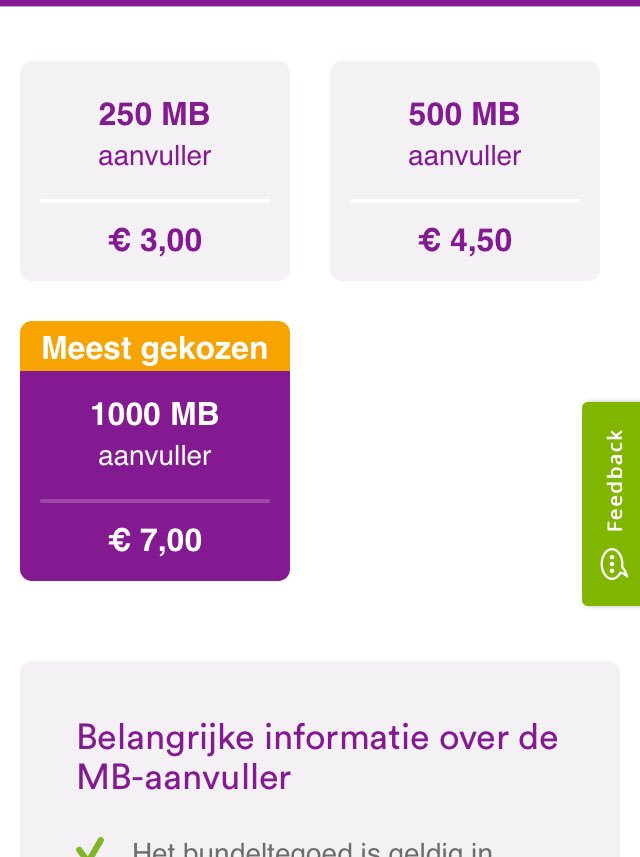 250 MB
aanvuller
€ 3,00
500 MB
aanvuller
€ 4,50
Meest gekozen
1000 MB
aanvuller
€ 7,00
Feedback
Belangrijke informatie over de
MB-aanvuller
Het bundeltegoed is geldig in